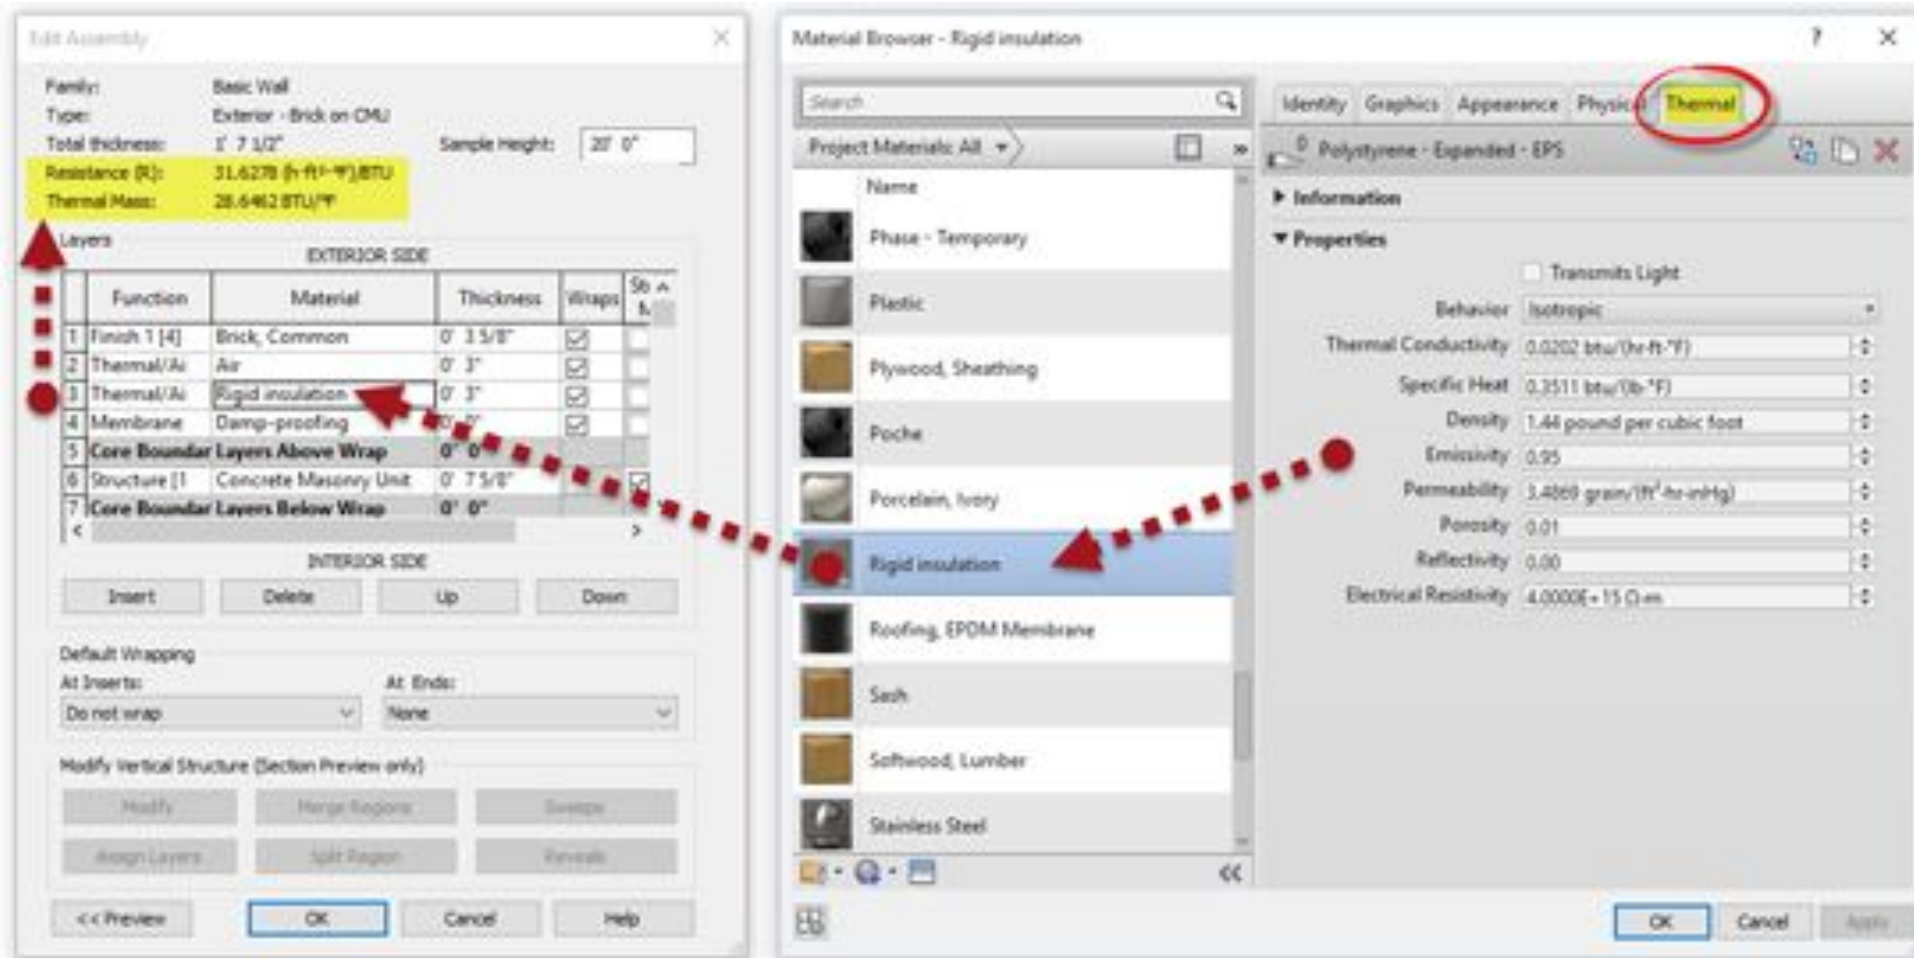 Edit Assembly
Family: Basic Wall
Type: Exterior - Brick on CMU
Total thickness: 1' 7 1/2" Sample Height: 20' 0"
Resistance (R): 31.6278 (h·ft²·°F)/BTU
Thermal Mass: 28.6462 BTU/°F
Layers
EXTERIOR SIDE
Function Material Thickness Wraps
1 Finish 1 [4] Brick, Common 0' 3 5/8"
2 Thermal/Ai Air 0' 3"
3 Thermal/Ai Rigid insulation 0' 3"
4 Membrane Damp-proofing 0' 0"
5 Core Boundar Layers Above Wrap 0' 0"
6 Structure [1 Concrete Masonry Unit 0' 7 5/8"
7 Core Boundar Layers Below Wrap 0' 0"
INTERIOR SIDE
Insert Delete Up Down
Default Wrapping
At Inserts: At Ends:
Do not wrap None
Modify Vertical Structure (Section Preview only)
Modify Merge Regions Sweeps
Assign Layers Split Region Reveals
<< Preview OK Cancel Help
Material Browser - Rigid insulation ? ×
Search
Project Materials: All
Name
Phase - Temporary
Plastic
Plywood, Sheathing
Poche
Porcelain, Ivory
Rigid insulation
Roofing, EPDM Membrane
Sash
Softwood, Lumber
Stainless Steel
Identity Graphics Appearance Physical Thermal
0 Polystyrene - Expanded - EPS
Information
Properties
Transmits Light
Behavior Isotropic
Thermal Conductivity 0.0202 btu/(hr·ft·°F)
Specific Heat 0.3511 btu/(lb·°F)
Density 1.44 pound per cubic foot
Emissivity 0.95
Permeability 3.4869 grain/(ft²·hr·inHg)
Porosity 0.01
Reflectivity 0.00
Electrical Resistivity 4.0000E+15 Ω·m
OK Cancel Apply